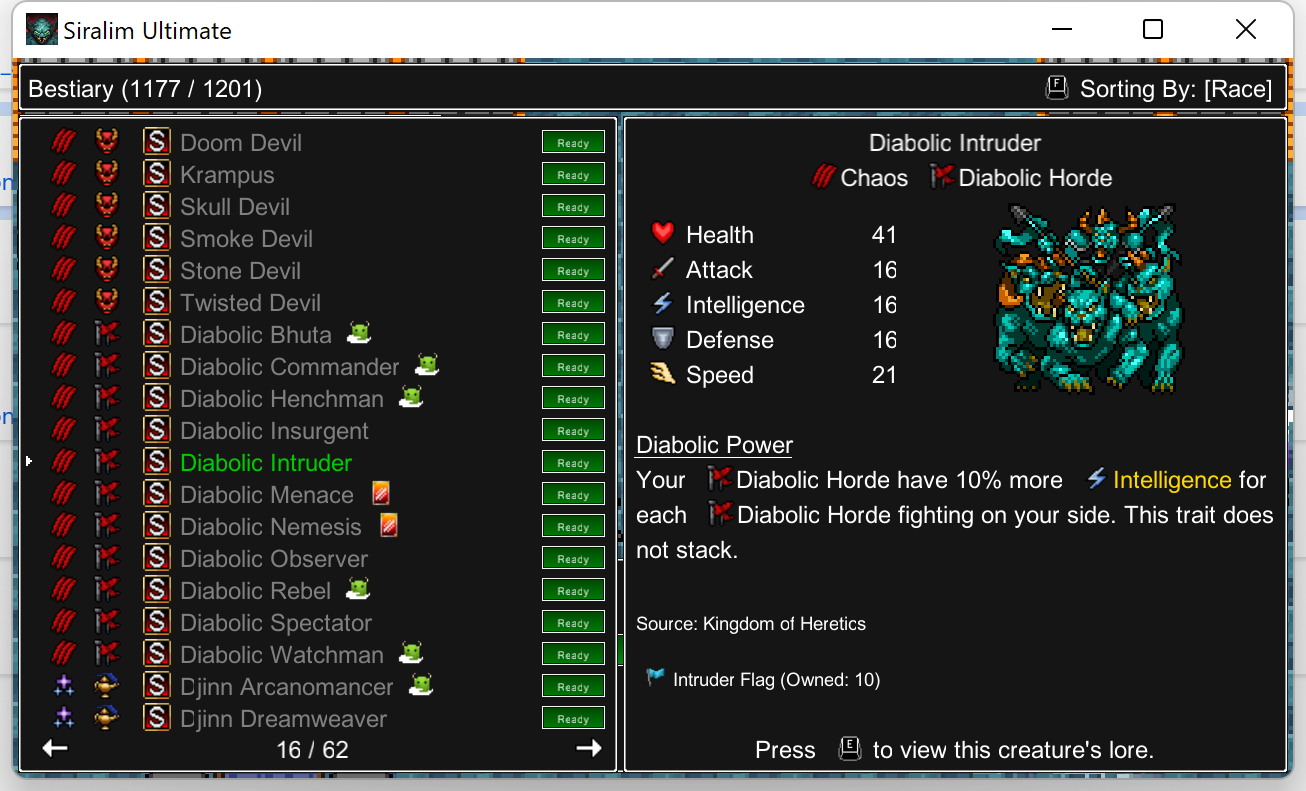 Siralim Ultimate
Bestiary (1177 / 1201)
F Sorting By: [Race]
S Doom Devil Ready
S Krampus Ready
S Skull Devil Ready
S Smoke Devil Ready
S Stone Devil Ready
S Twisted Devil Ready
S Diabolic Bhuta Ready
S Diabolic Commander Ready
S Diabolic Henchman Ready
S Diabolic Insurgent Ready
S Diabolic Intruder Ready
S Diabolic Menace Ready
S Diabolic Nemesis Ready
S Diabolic Observer Ready
S Diabolic Rebel Ready
S Diabolic Spectator Ready
S Diabolic Watchman Ready
S Djinn Arcanomancer Ready
S Djinn Dreamweaver Ready
16 / 62
Diabolic Intruder
Chaos Diabolic Horde
Health 41
Attack 16
Intelligence 16
Defense 16
Speed 21
Diabolic Power
Your Diabolic Horde have 10% more Intelligence for
each Diabolic Horde fighting on your side. This trait does
not stack.
Source: Kingdom of Heretics
Intruder Flag (Owned: 10)
Press E to view this creature's lore.